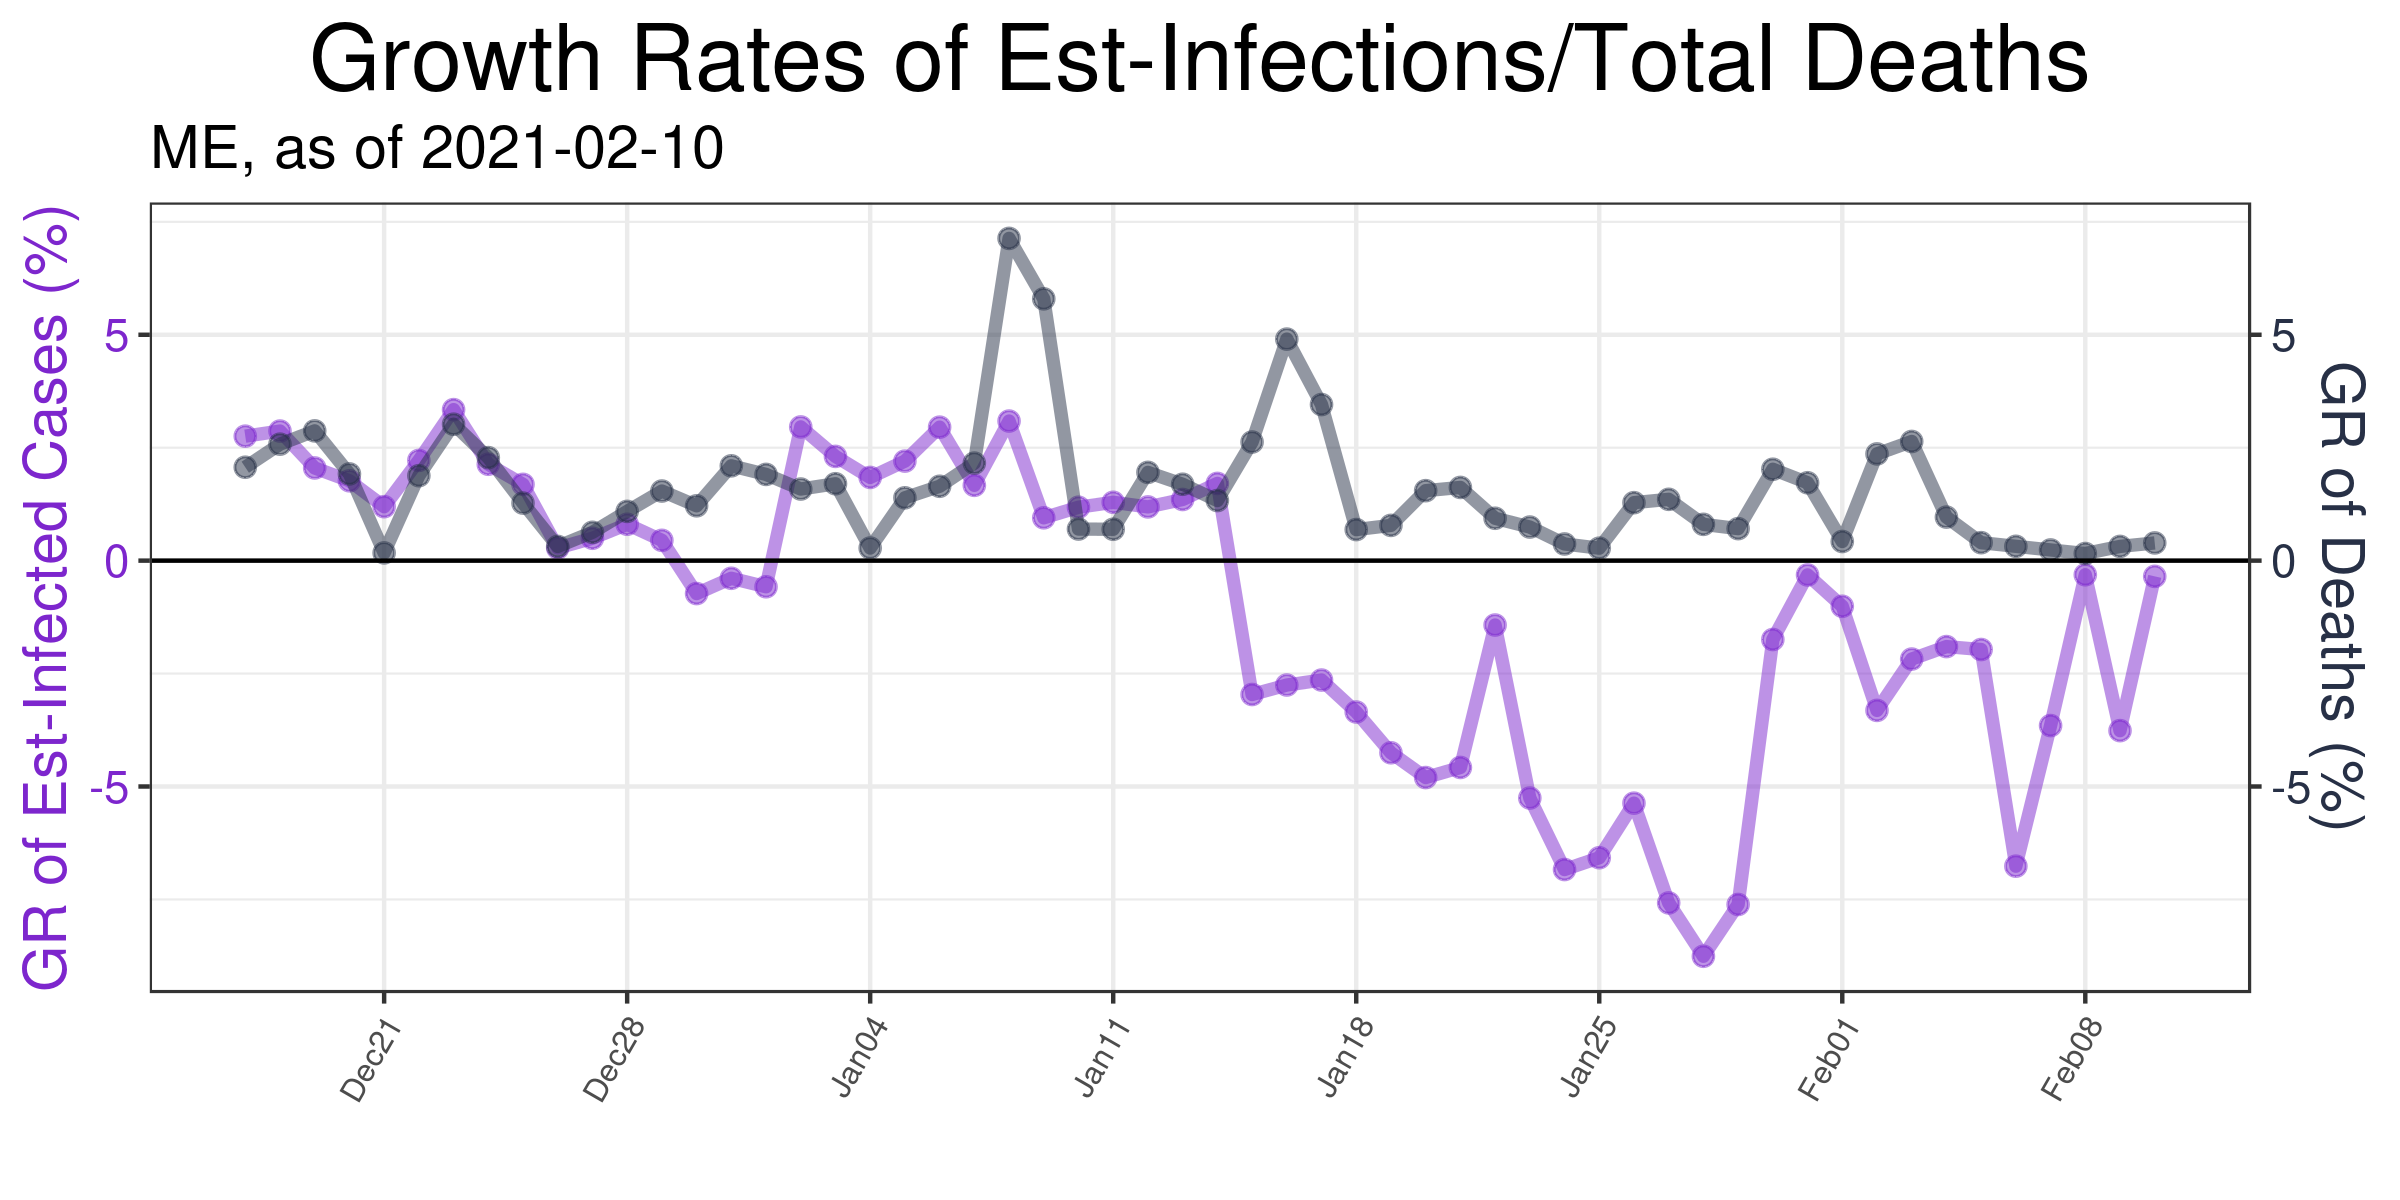 Growth Rates of Est-Infections/Total Deaths
ME, as of 2021-02-10
GR of Est-Infected Cases (%)
5
0
-5
5
0
-5
GR of Deaths (%)
Dec21
Dec28
Jan04
Jan11
Jan18
Jan25
Feb01
Feb08